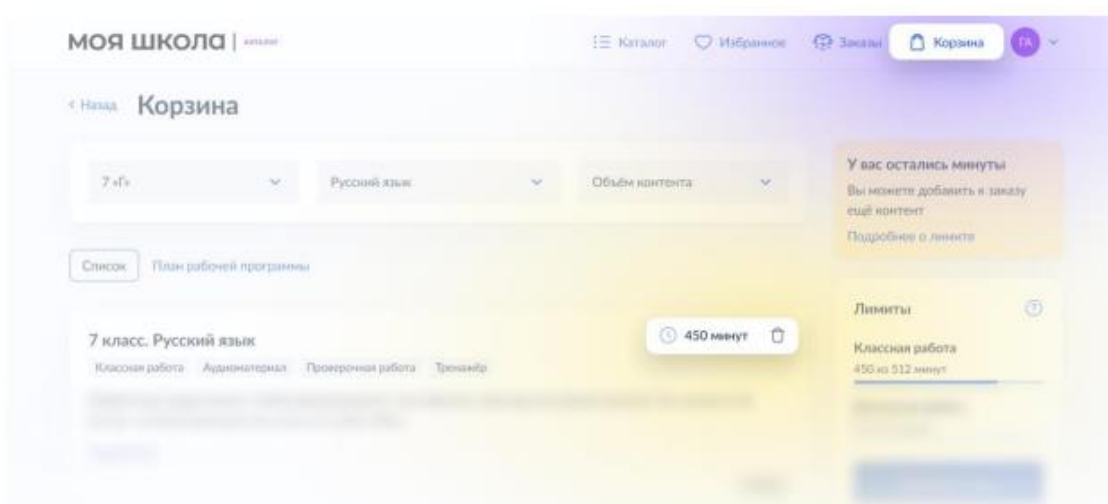 МОЯ ШКОЛА | каталог
Каталог
Избранное
Заказы
Корзина
ГА
Назад
Корзина
7 «Г»
Русский язык
Объём контента
У вас остались минуты
Вы можете добавить к заказу
ещё контент
Подробнее о лимите
Список
План рабочей программы
7 класс. Русский язык
450 минут
Классная работа
Аудиоматериал
Проверочная работа
Тренажёр
Лимиты
Классная работа
450 из 512 минут